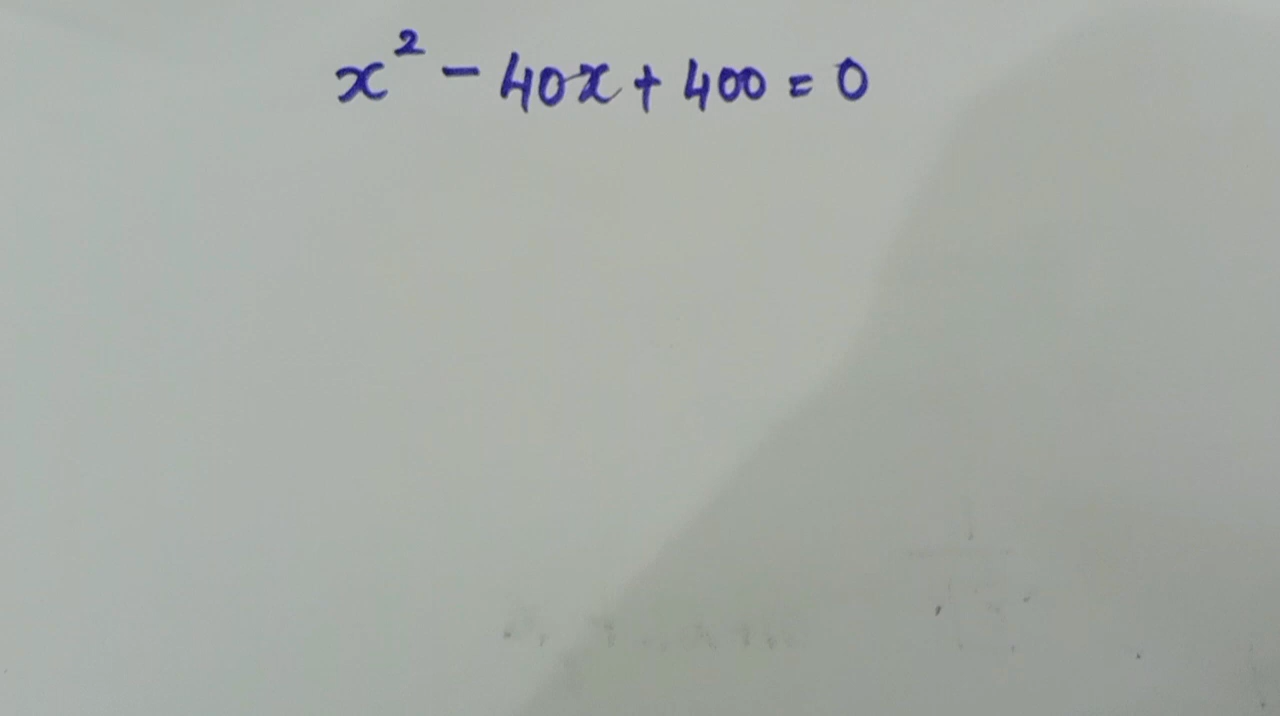 x² - 40x + 400 = 0